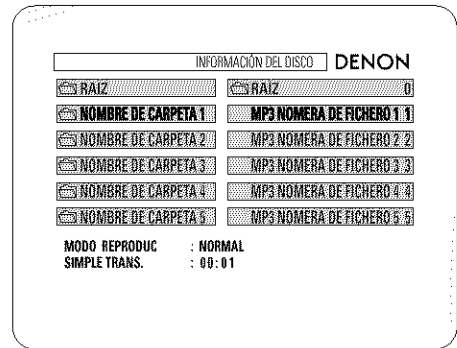 INFORMACIÓN DEL DISCO DENON
RAÍZ RAÍZ 0
NOMBRE DE CARPETA 1 MP3 NOMERA DE FICHERO 1 1
NOMBRE DE CARPETA 2 MP3 NOMERA DE FICHERO 2 2
NOMBRE DE CARPETA 3 MP3 NOMERA DE FICHERO 3 3
NOMBRE DE CARPETA 4 MP3 NOMERA DE FICHERO 4 4
NOMBRE DE CARPETA 5 MP3 NOMERA DE FICHERO 5 5
MODO REPRODUC : NORMAL
SIMPLE TRANS. : 00:01